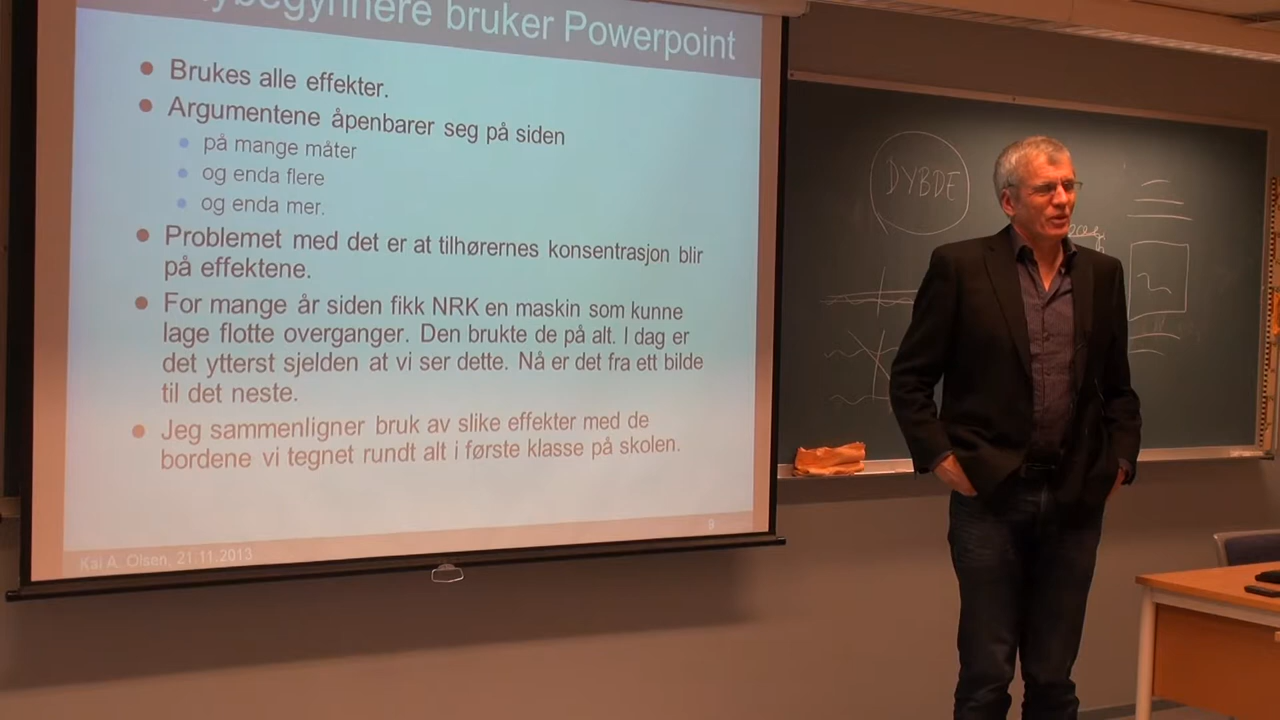 nybegynnere bruker Powerpoint
Brukes alle effekter.
Argumentene åpenbarer seg på siden
på mange måter
og enda flere
og enda mer.
Problemet med det er at tilhørernes konsentrasjon blir
på effektene.
For mange år siden fikk NRK en maskin som kunne
lage flotte overganger. Den brukte de på alt. I dag er
det ytterst sjelden at vi ser dette. Nå er det fra ett bilde
til det neste.
Jeg sammenligner bruk av slike effekter med de
bordene vi tegnet rundt alt i første klasse på skolen.
Kai A. Olsen, 21.11.2013
9
DYBDE